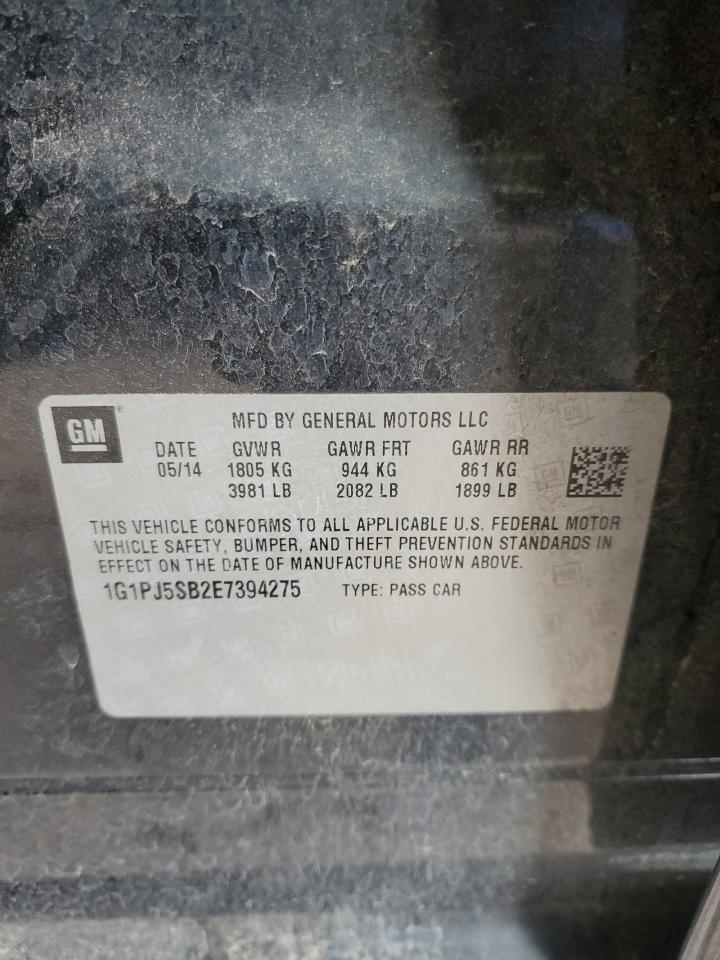 GM
MFD BY GENERAL MOTORS LLC
DATE GVWR GAWR FRT GAWR RR
05/14 1805 KG 944 KG 861 KG
3981 LB 2082 LB 1899 LB
THIS VEHICLE CONFORMS TO ALL APPLICABLE U.S. FEDERAL MOTOR
VEHICLE SAFETY, BUMPER, AND THEFT PREVENTION STANDARDS IN
EFFECT ON THE DATE OF MANUFACTURE SHOWN ABOVE.
1G1PJ5SB2E7394275 TYPE: PASS CAR